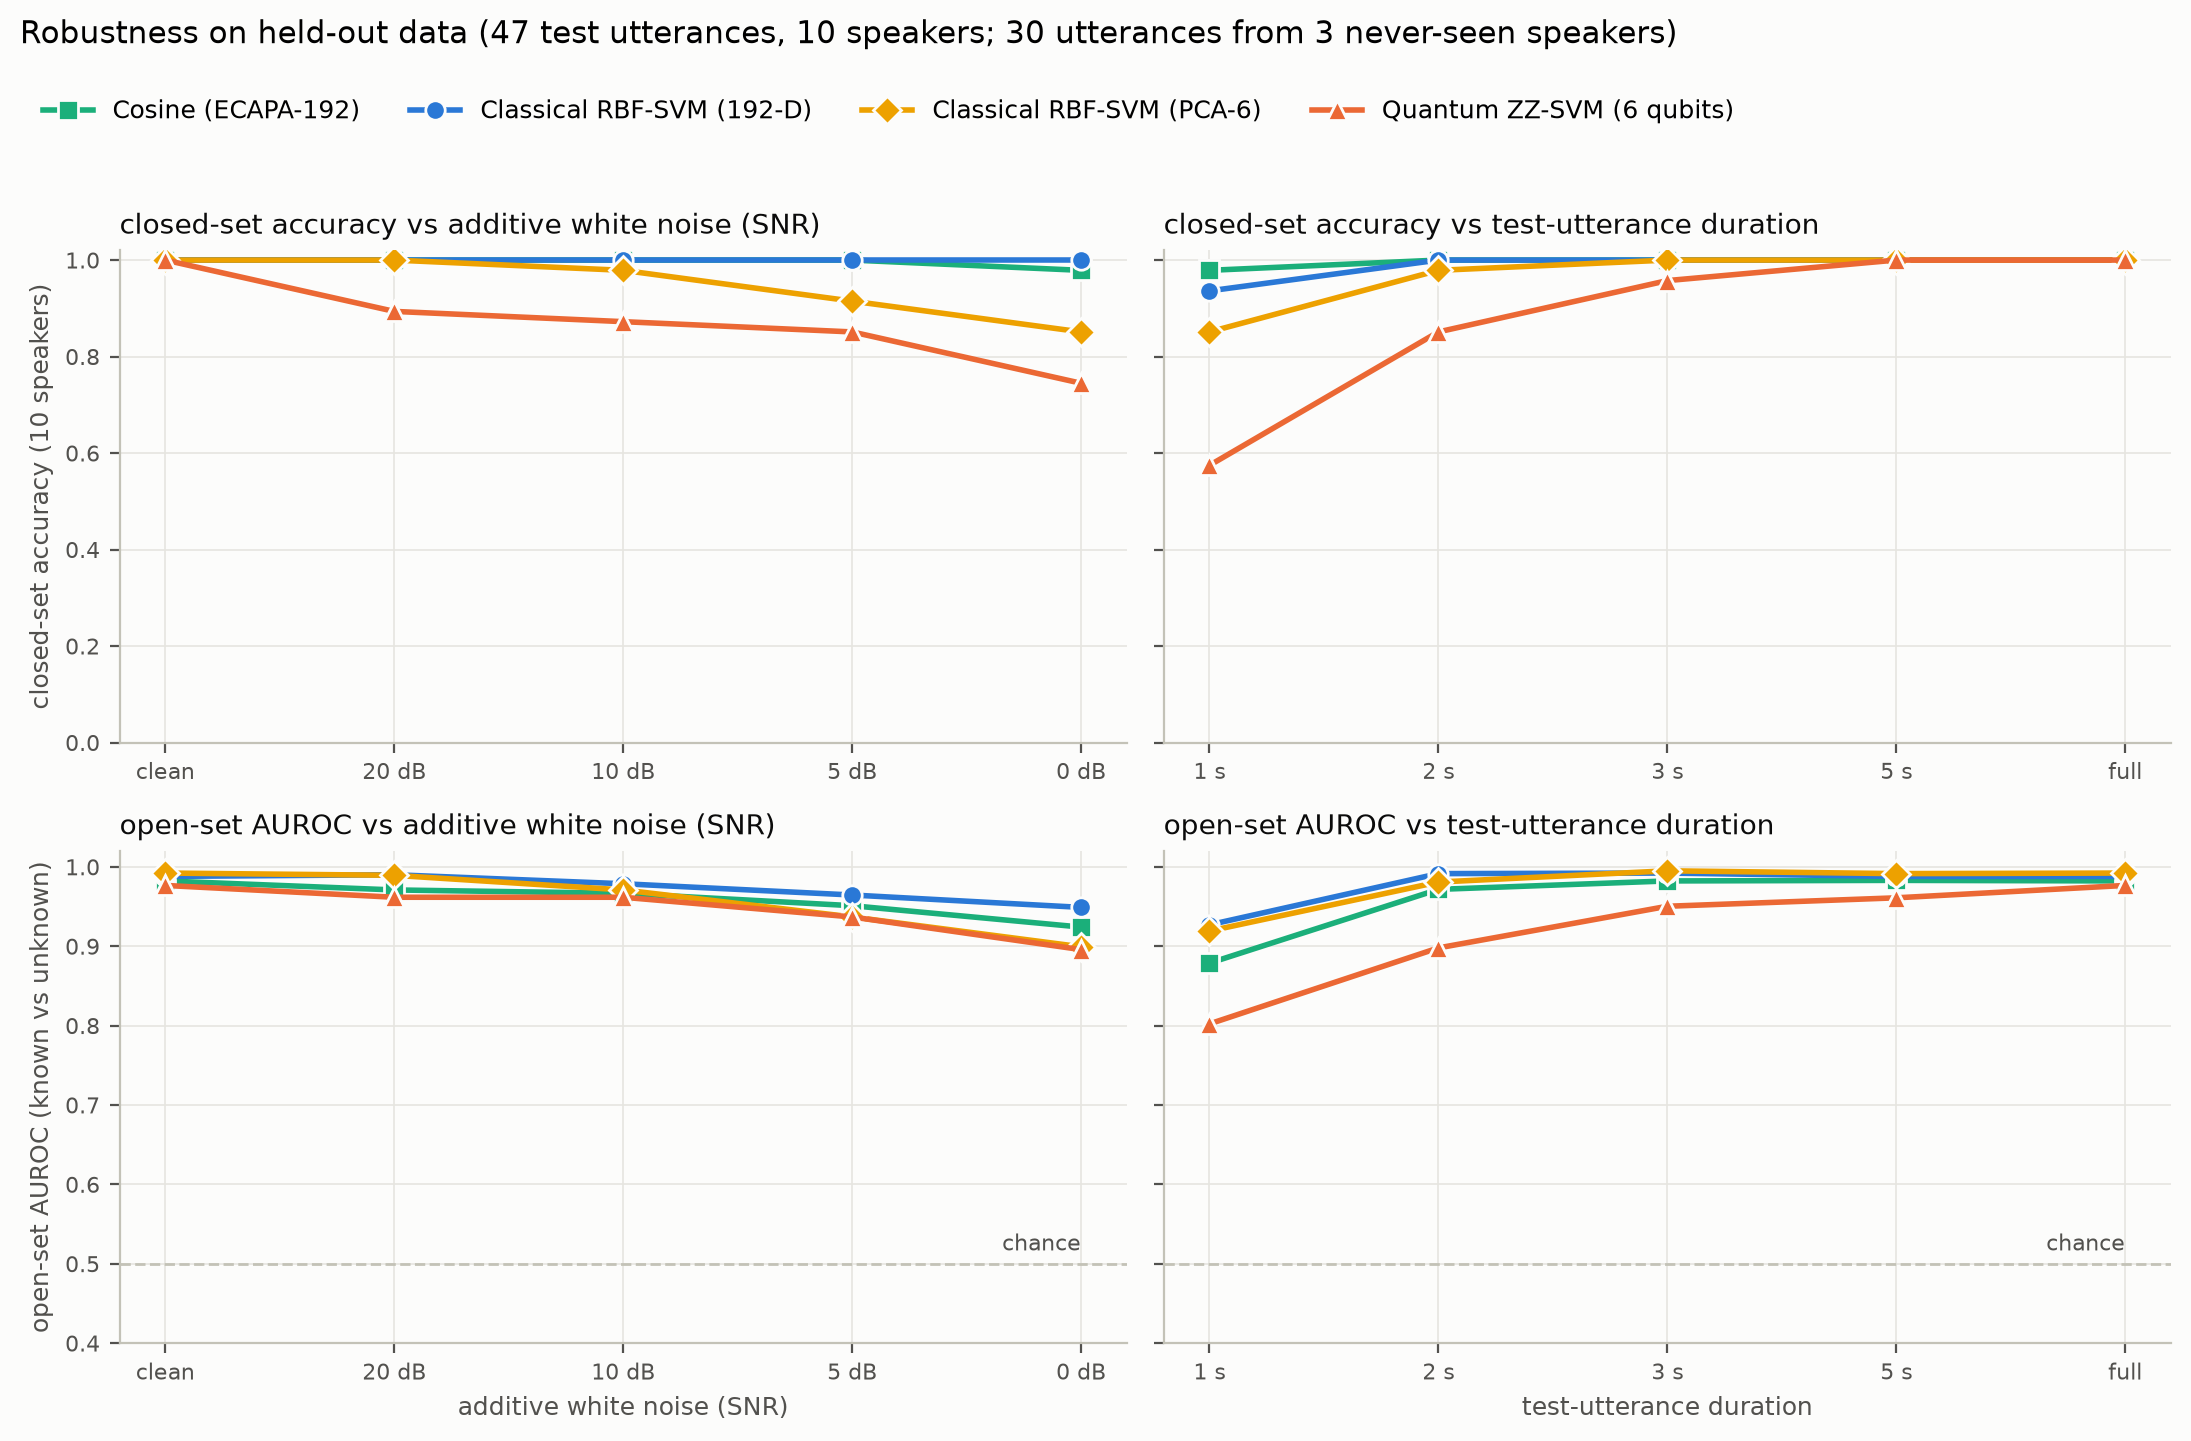 Robustness on held-out data (47 test utterances, 10 speakers; 30 utterances from 3 never-seen speakers)
Cosine (ECAPA-192)
Classical RBF-SVM (192-D)
Classical RBF-SVM (PCA-6)
Quantum ZZ-SVM (6 qubits)
closed-set accuracy vs additive white noise (SNR)
closed-set accuracy (10 speakers)
1.0
0.8
0.6
0.4
0.2
0.0
clean
20 dB
10 dB
5 dB
0 dB
closed-set accuracy vs test-utterance duration
1 s
2 s
3 s
5 s
full
open-set AUROC vs additive white noise (SNR)
open-set AUROC (known vs unknown)
1.0
0.9
0.8
0.7
0.6
0.5
0.4
chance
clean
20 dB
10 dB
5 dB
0 dB
additive white noise (SNR)
open-set AUROC vs test-utterance duration
chance
1 s
2 s
3 s
5 s
full
test-utterance duration